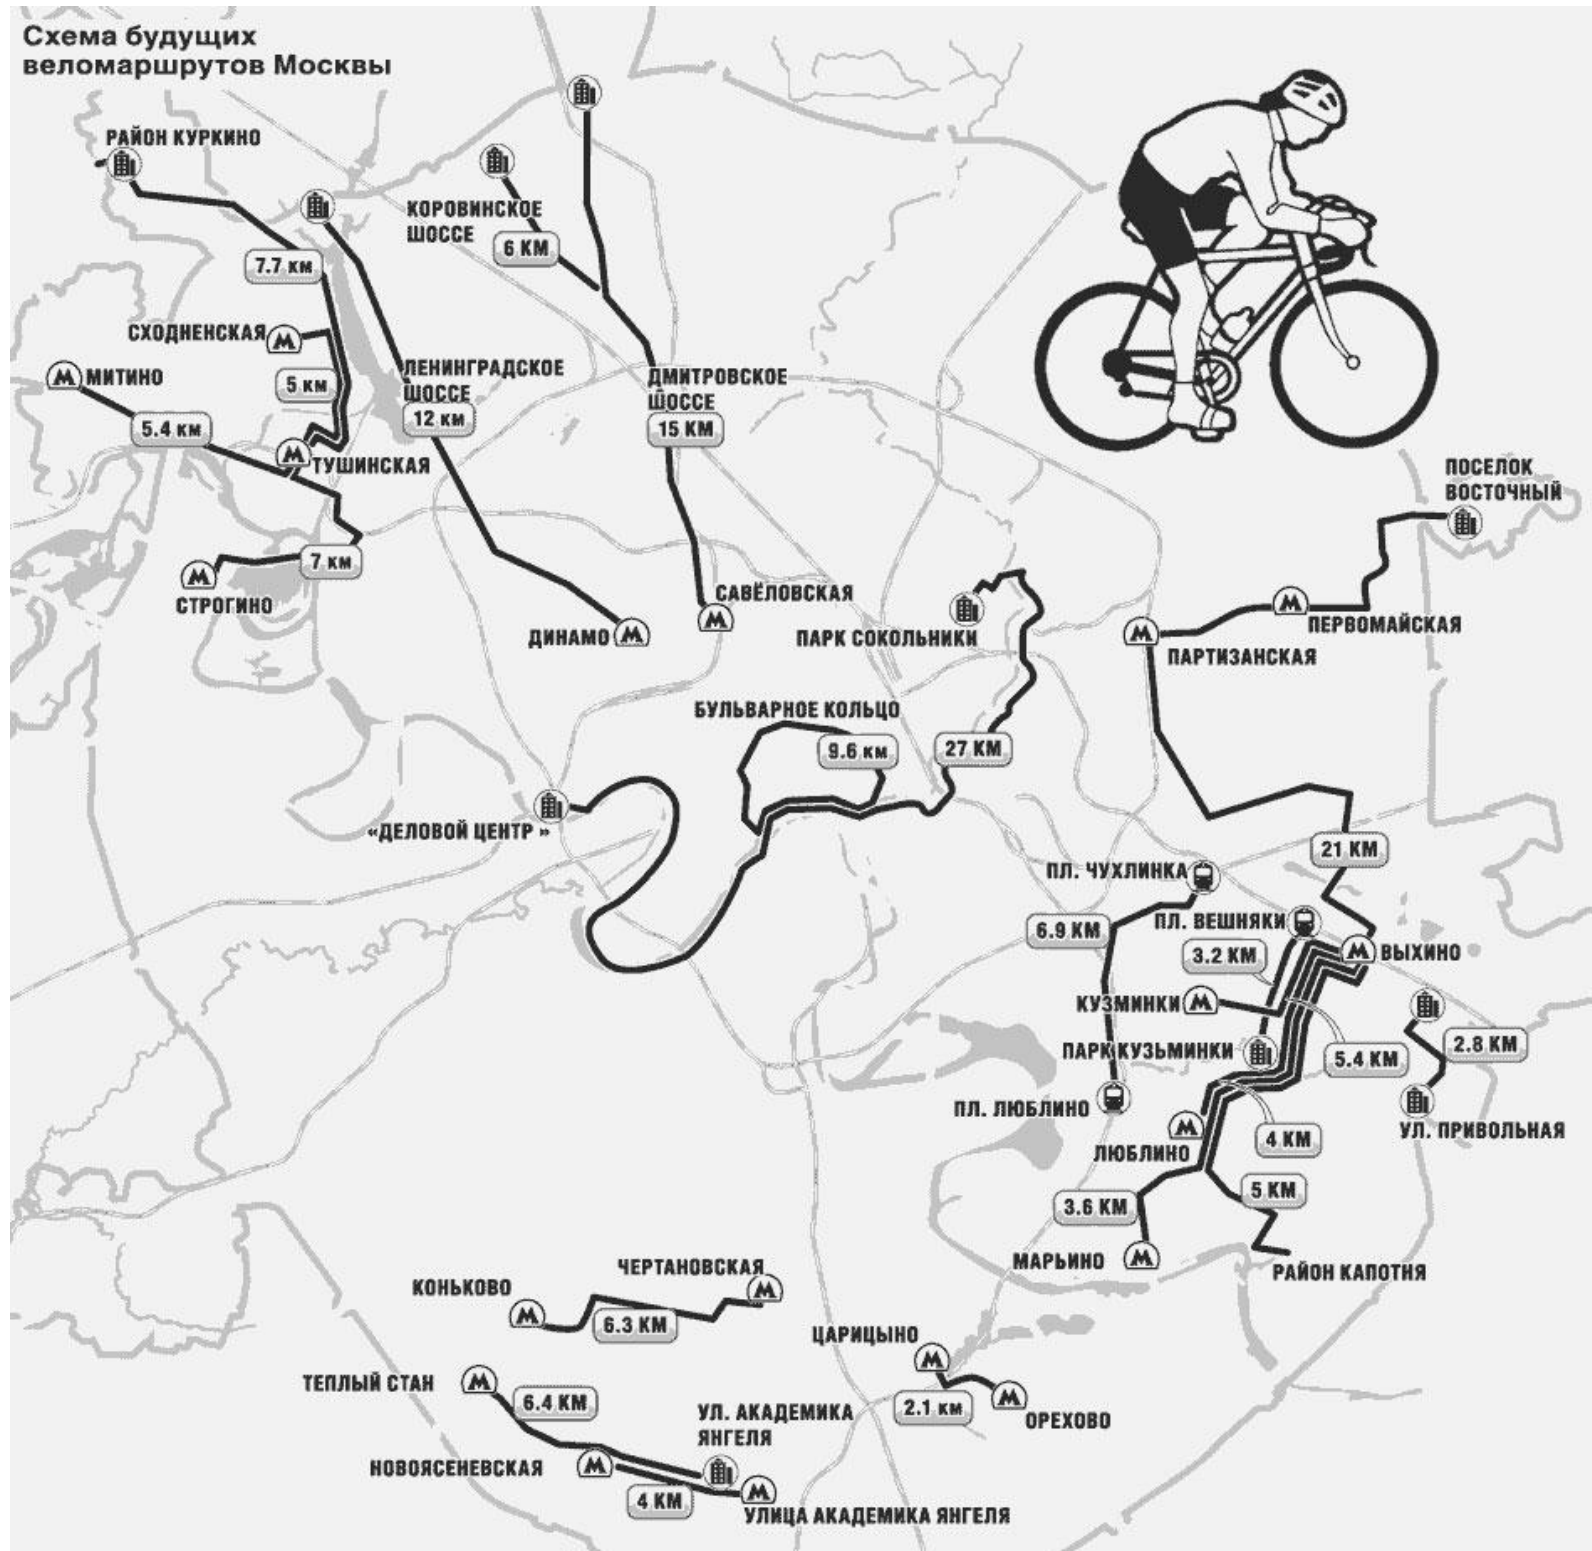 Схема будущих
веломаршрутов Москвы
РАЙОН КУРКИНО
КОРОВИНСКОЕ
ШОССЕ
6 КМ
7.7 км
СХОДНЕНСКАЯ
МИТИНО
5 км
ЛЕНИНГРАДСКОЕ
ШОССЕ
12 км
ДМИТРОВСКОЕ
ШОССЕ
15 КМ
5.4 км
ТУШИНСКАЯ
ПОСЕЛОК
ВОСТОЧНЫЙ
7 км
СТРОГИНО
ДИНАМО
САВЁЛОВСКАЯ
ПАРК СОКОЛЬНИКИ
ПЕРВОМАЙСКАЯ
ПАРТИЗАНСКАЯ
БУЛЬВАРНОЕ КОЛЬЦО
9.6 км
27 КМ
«ДЕЛОВОЙ ЦЕНТР »
21 КМ
ПЛ. ЧУХЛИНКА
6.9 КМ
ПЛ. ВЕШНЯКИ
3.2 КМ
ВЫХИНО
КУЗМИНКИ
ПАРК КУЗЬМИНКИ
5.4 КМ
2.8 КМ
ПЛ. ЛЮБЛИНО
УЛ. ПРИВОЛЬНАЯ
4 КМ
ЛЮБЛИНО
5 КМ
3.6 КМ
МАРЬИНО
РАЙОН КАПОТНЯ
ЧЕРТАНОВСКАЯ
КОНЬКОВО
6.3 КМ
ЦАРИЦЫНО
2.1 км
ОРЕХОВО
ТЕПЛЫЙ СТАН
6.4 КМ
УЛ. АКАДЕМИКА
ЯНГЕЛЯ
НОВОЯСЕНЕВСКАЯ
4 КМ
УЛИЦА АКАДЕМИКА ЯНГЕЛЯ